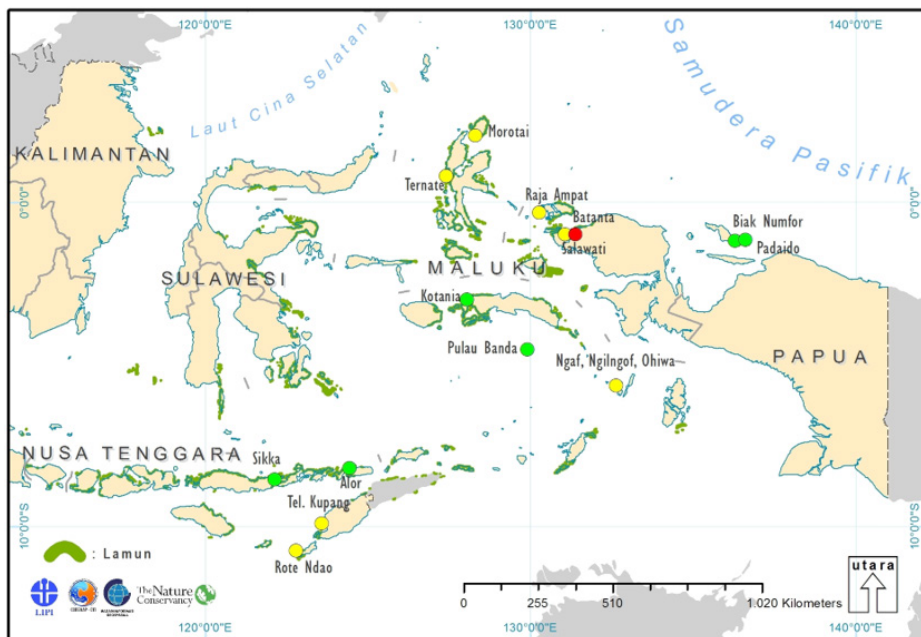 120°0'0"E
130°0'0"E
140°0'0"E
Laut Cina Selatan
Samudera Pasifik
Morotai
KALIMANTAN
Ternate
Raja Ampat
0°0'0"
0°0'0"
Batanta
Biak Numfor
Salawati
Padaido
MALUKU
SULAWESI
Kotania
Pulau Banda
Ngaf, Ngilngof, Ohiwa
PAPUA
NUSA TENGGARA
Sikka
Alor
Tel. Kupang
10°0'0"S
10°0'0"S
Rote Ndao
: Lamun
LIPI
The Nature
Conservancy
0
255
510
1.020 Kilometers
utara
120°0'0"E
130°0'0"E
140°0'0"E